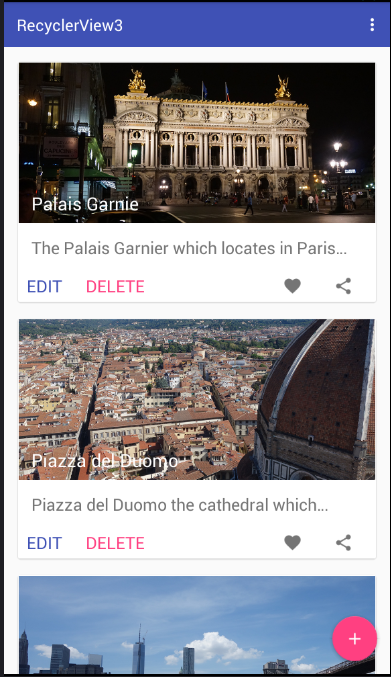 RecyclerView3
Palais Garnie
The Palais Garnier which locates in Paris...
EDIT DELETE
Piazza del Duomo
Piazza del Duomo the cathedral which...
EDIT DELETE